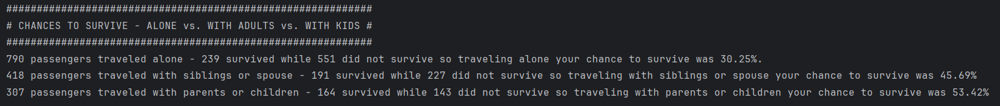 ############################################################
# CHANCES TO SURVIVE - ALONE vs. WITH ADULTS vs. WITH KIDS #
############################################################
790 passengers traveled alone - 239 survived while 551 did not survive so traveling alone your chance to survive was 30.25%.
418 passengers traveled with siblings or spouse - 191 survived while 227 did not survive so traveling with siblings or spouse your chance to survive was 45.69%
307 passengers traveled with parents or children - 164 survived while 143 did not survive so traveling with parents or children your chance to survive was 53.42%